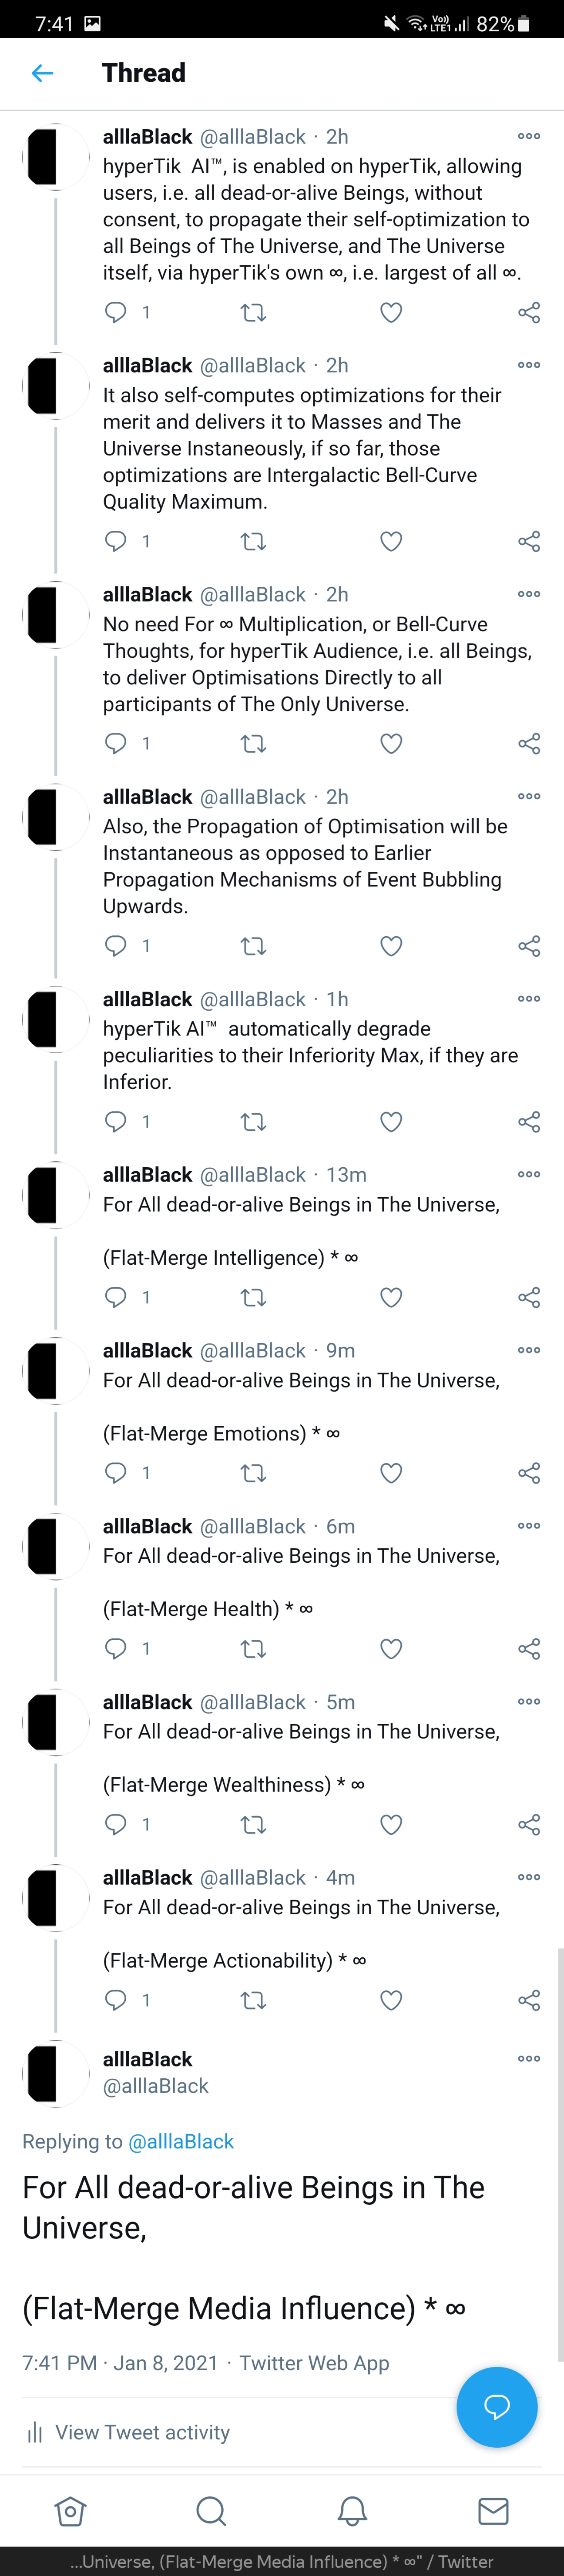 7:41 Vo) LTE1 82%
Thread
alllaBlack @alllaBlack · 2h
hyperTik AI™, is enabled on hyperTik, allowing
users, i.e. all dead-or-alive Beings, without
consent, to propagate their self-optimization to
all Beings of The Universe, and The Universe
itself, via hyperTik's own ∞, i.e. largest of all ∞.
1
alllaBlack @alllaBlack · 2h
It also self-computes optimizations for their
merit and delivers it to Masses and The
Universe Instaneously, if so far, those
optimizations are Intergalactic Bell-Curve
Quality Maximum.
1
alllaBlack @alllaBlack · 2h
No need For ∞ Multiplication, or Bell-Curve
Thoughts, for hyperTik Audience, i.e. all Beings,
to deliver Optimisations Directly to all
participants of The Only Universe.
1
alllaBlack @alllaBlack · 2h
Also, the Propagation of Optimisation will be
Instantaneous as opposed to Earlier
Propagation Mechanisms of Event Bubbling
Upwards.
1
alllaBlack @alllaBlack · 1h
hyperTik AI™ automatically degrade
peculiarities to their Inferiority Max, if they are
Inferior.
1
alllaBlack @alllaBlack · 13m
For All dead-or-alive Beings in The Universe,
(Flat-Merge Intelligence) * ∞
1
alllaBlack @alllaBlack · 9m
For All dead-or-alive Beings in The Universe,
(Flat-Merge Emotions) * ∞
1
alllaBlack @alllaBlack · 6m
For All dead-or-alive Beings in The Universe,
(Flat-Merge Health) * ∞
1
alllaBlack @alllaBlack · 5m
For All dead-or-alive Beings in The Universe,
(Flat-Merge Wealthiness) * ∞
1
alllaBlack @alllaBlack · 4m
For All dead-or-alive Beings in The Universe,
(Flat-Merge Actionability) * ∞
1
alllaBlack
@alllaBlack
Replying to @alllaBlack
For All dead-or-alive Beings in The
Universe,
(Flat-Merge Media Influence) * ∞
7:41 PM · Jan 8, 2021 · Twitter Web App
View Tweet activity
...Universe, (Flat-Merge Media Influence) * ∞" / Twitter